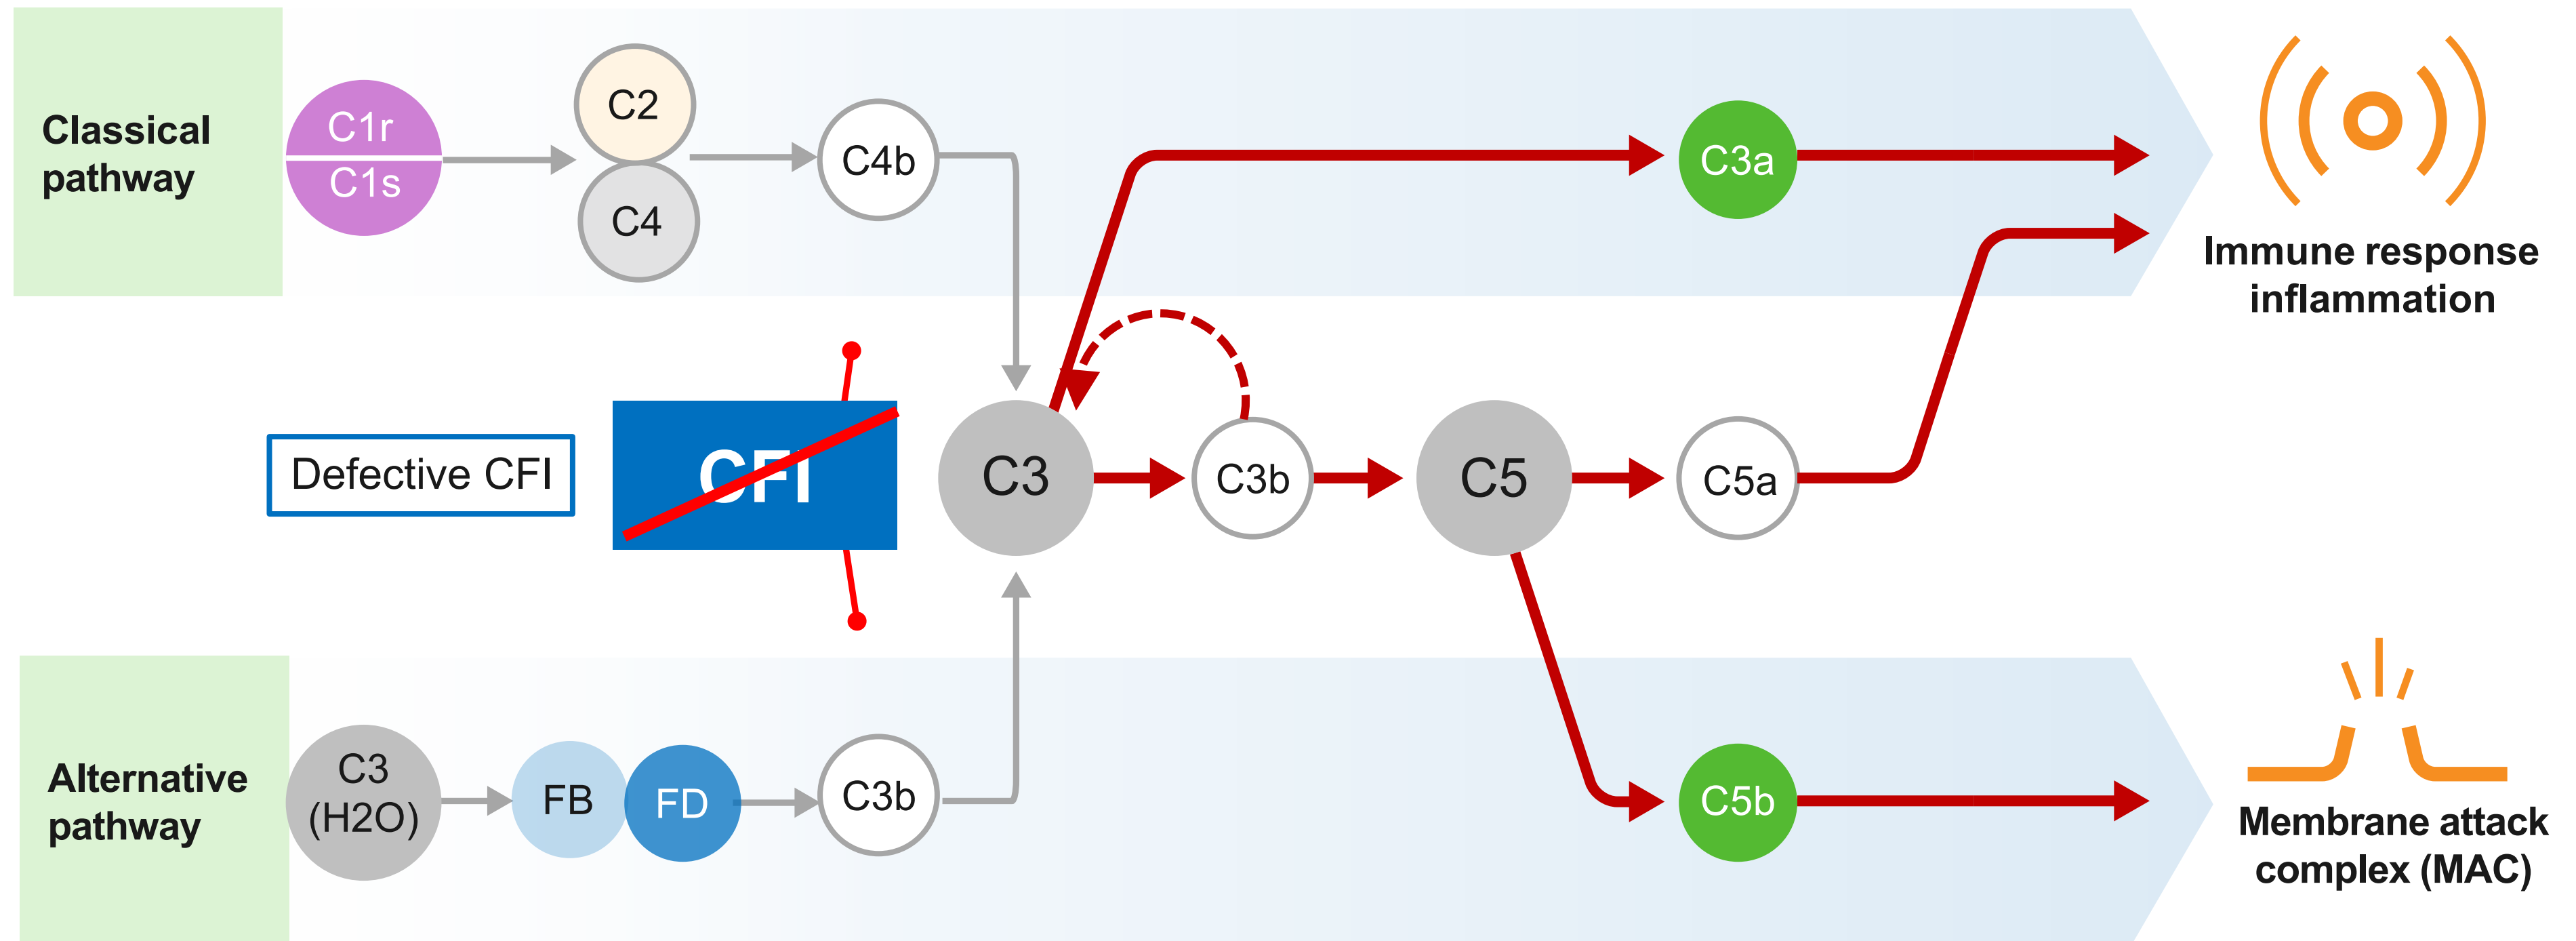 Classical
pathway
C1r
C1s
C2
C4
C4b
C3a
Immune response
inflammation
Defective CFI
CFI
C3
C3b
C5
C5a
Alternative
pathway
C3
(H2O)
FB
FD
C3b
C5b
Membrane attack
complex (MAC)